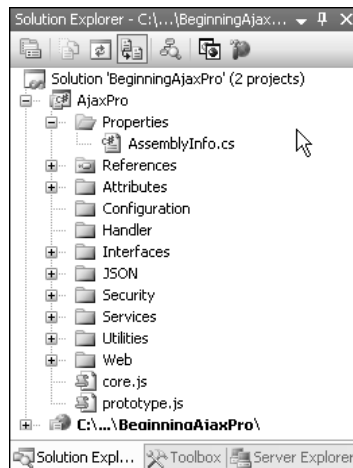 Solution Explorer - C:\...\BeginningAjax...
Solution 'BeginningAjaxPro' (2 projects)
AjaxPro
Properties
AssemblyInfo.cs
References
Attributes
Configuration
Handler
Interfaces
JSON
Security
Services
Utilities
Web
core.js
prototype.js
C:\...\BeginningAjaxPro\
Solution Expl... Toolbox Server Explorer